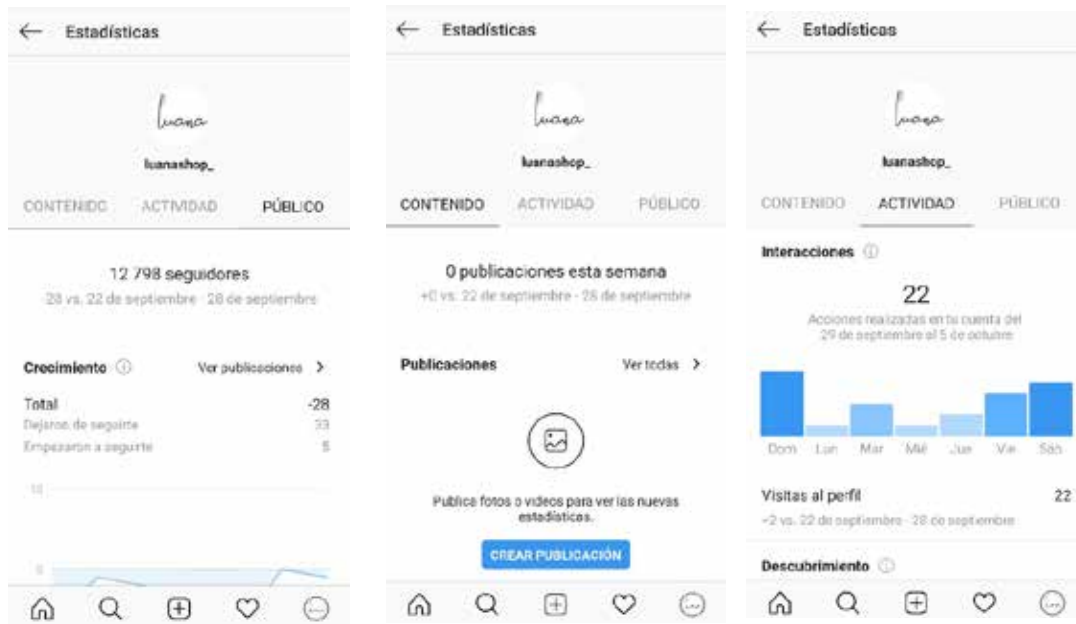 Estadísticas
luana
luanashop_
CONTENIDO ACTIVIDAD PÚBLICO
12 798 seguidores
-28 vs. 22 de septiembre - 28 de septiembre
Crecimiento
Ver publicaciones >
Total -28
Dejaron de seguirte 33
Empezaron a seguirte 5
10
0
Estadísticas
luana
luanashop_
CONTENIDO ACTIVIDAD PÚBLICO
0 publicaciones esta semana
+0 vs. 22 de septiembre - 28 de septiembre
Publicaciones
Ver todas >
Publica fotos o videos para ver las nuevas
estadísticas.
CREAR PUBLICACIÓN
Estadísticas
luana
luanashop_
CONTENIDO ACTIVIDAD PÚBLICO
Interacciones
22
Acciones realizadas en tu cuenta del
29 de septiembre al 5 de octubre
Dom Lun Mar Mié Jue Vie Sáb
Visitas al perfil 22
vs. 22 de septiembre - 28 de septiembre
Descubrimiento